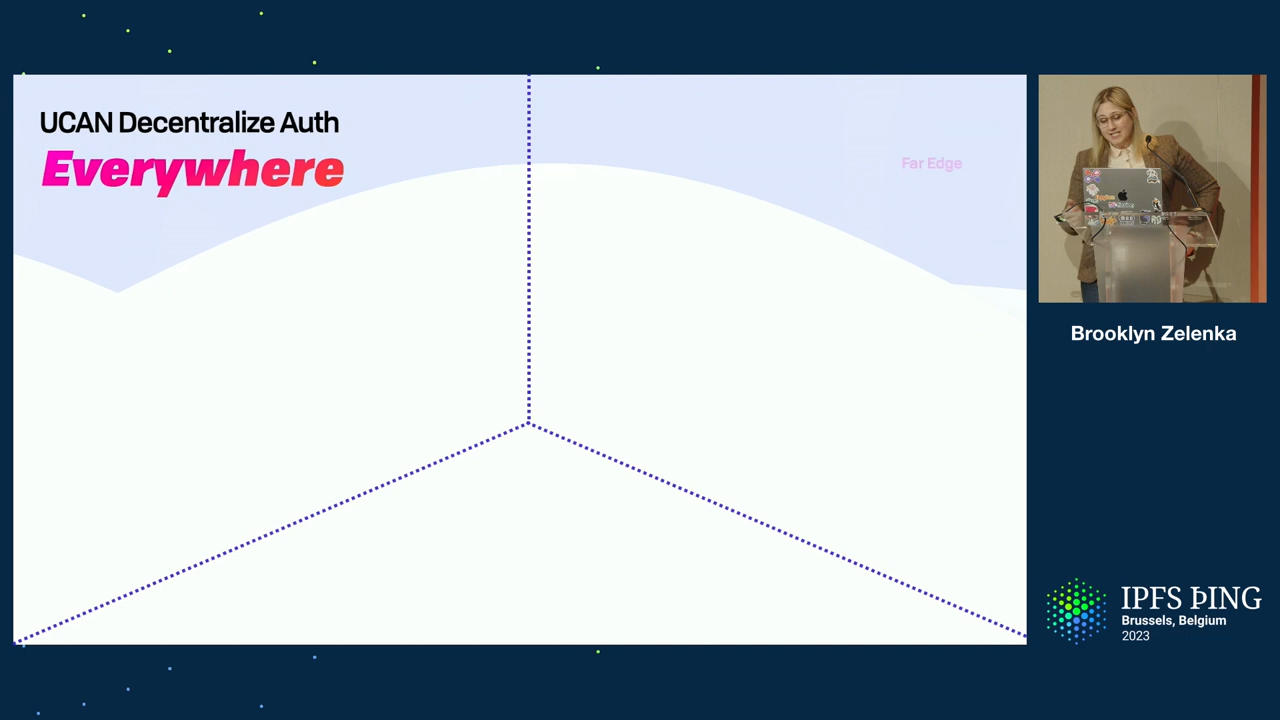 UCAN Decentralize Auth
Everywhere
Far Edge
Brooklyn Zelenka
IPFS ÞING
Brussels, Belgium
2023